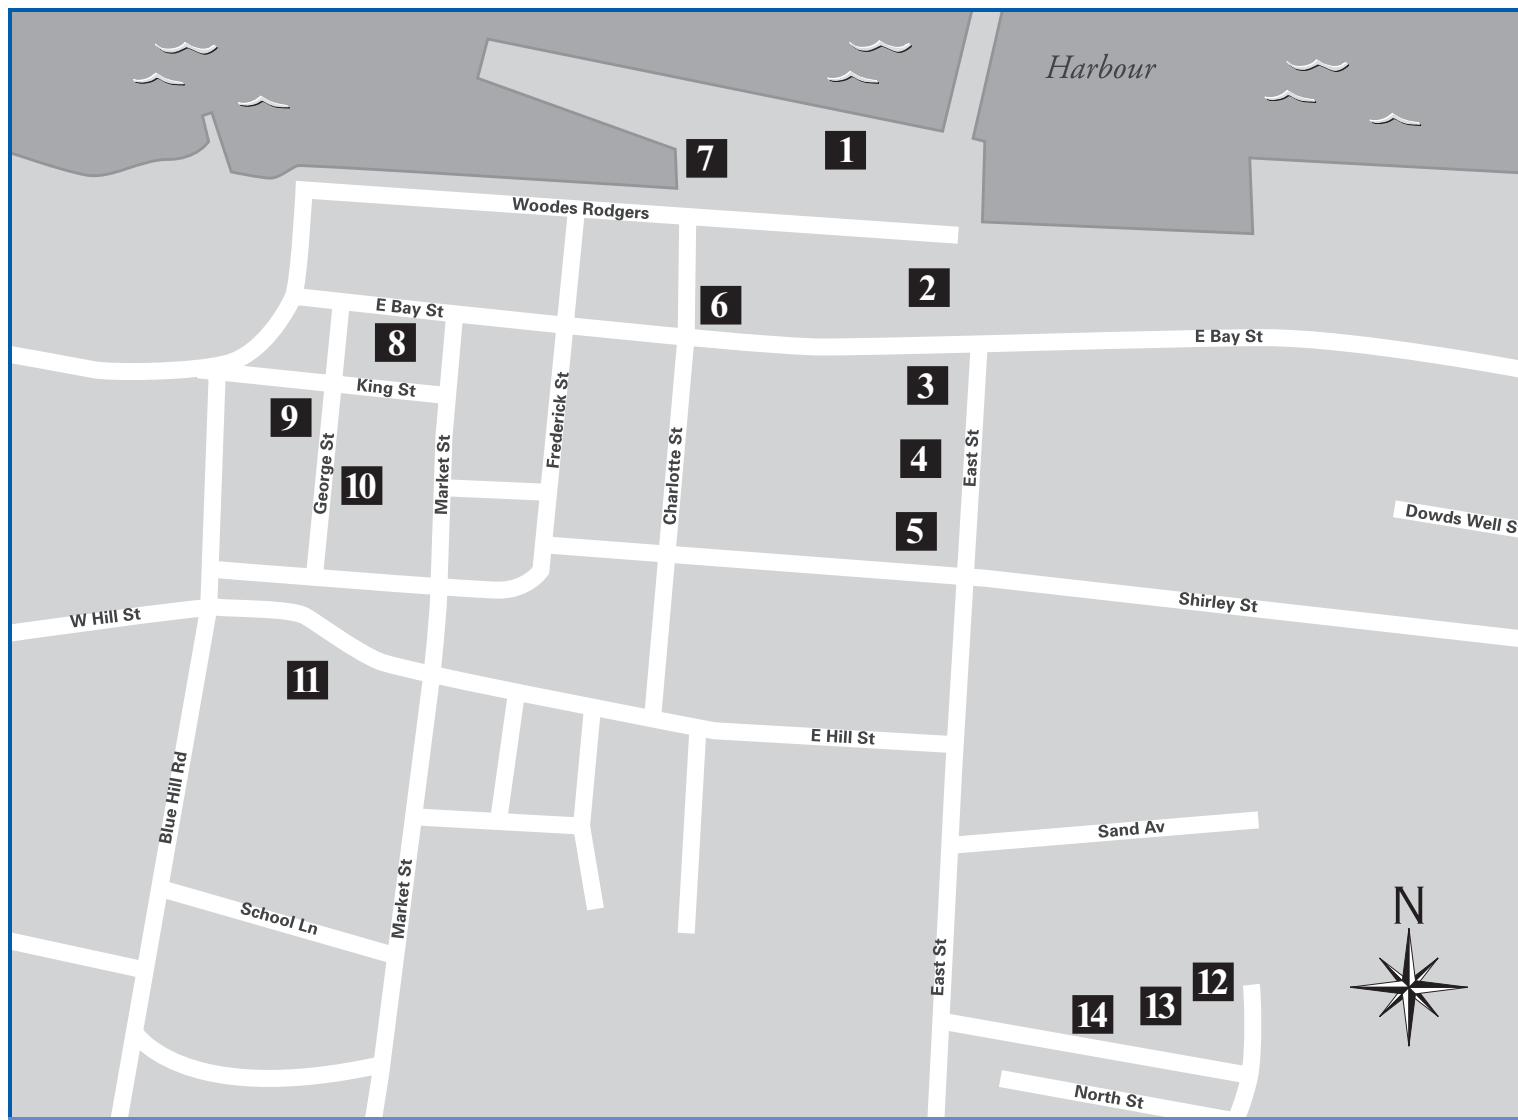 Harbour
1
7
Woodes Rodgers
2
6
E Bay St
E Bay St
8
3
King St
9
Frederick St
4
George St
Market St
Charlotte St
East St
10
5
Dowds Well S
W Hill St
Shirley St
11
E Hill St
Blue Hill Rd
Sand Av
Market St
School Ln
N
East St
12
13
14
North St